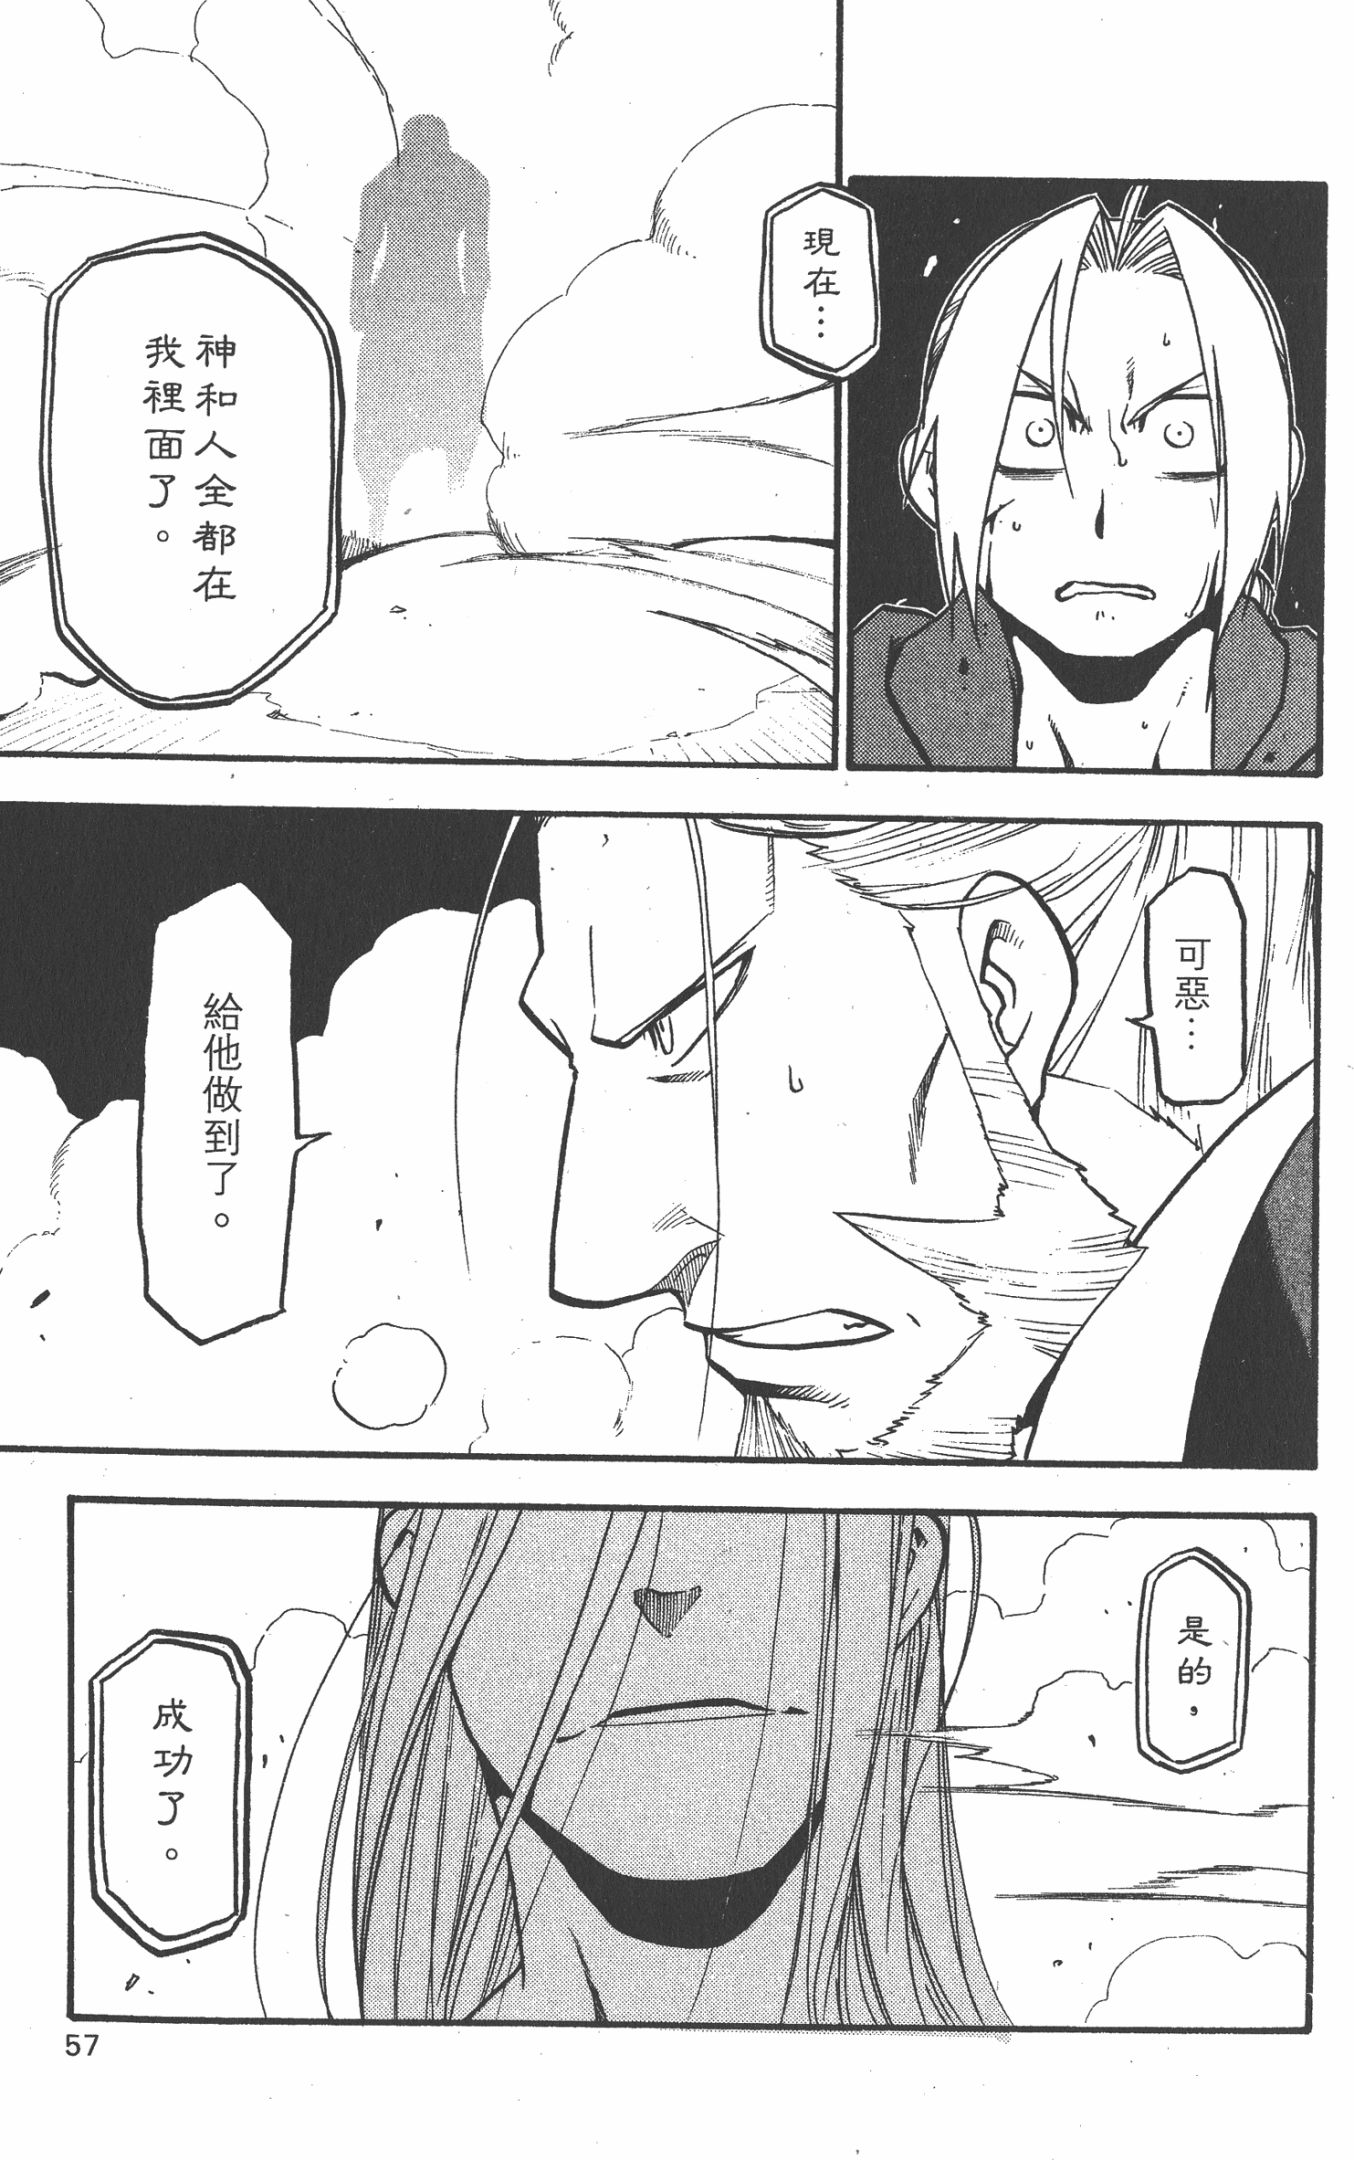 現在…
神和人全都在
我裡面了。
可惡…
給他做到了。
是的，
成功了。
57